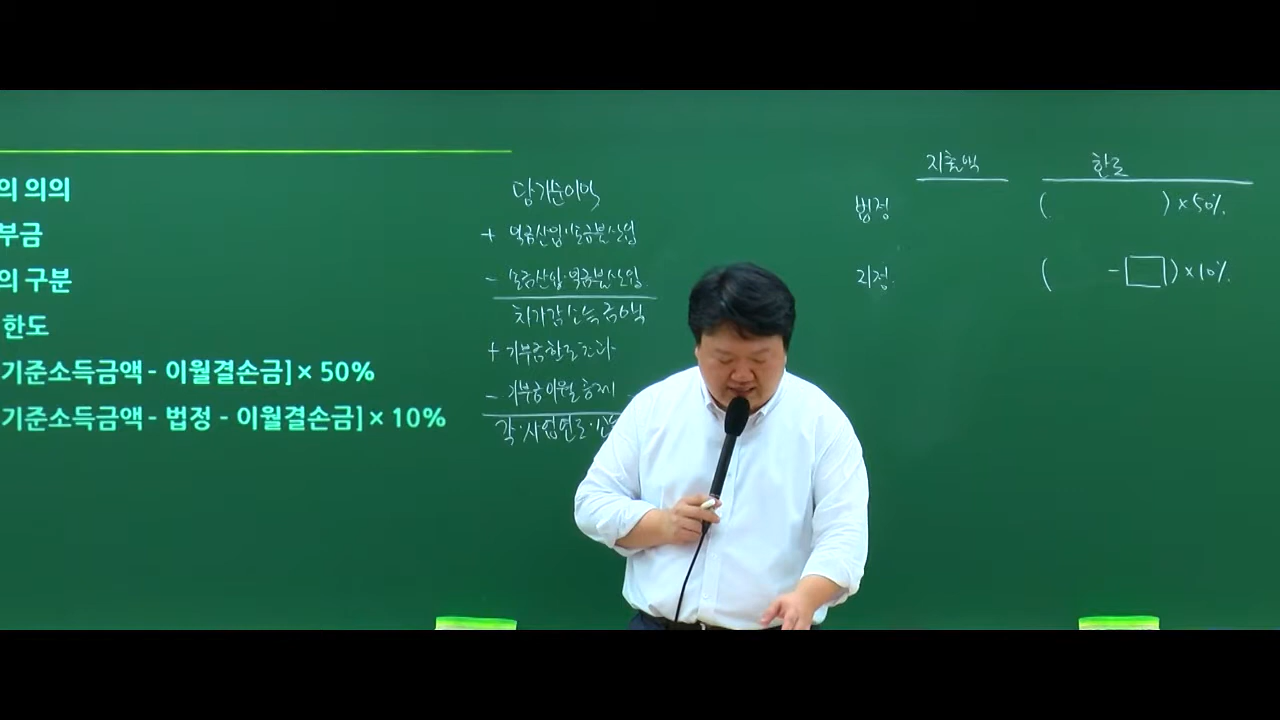 의 의의
부금
의 구분
한도
기준소득금액 - 이월결손금] × 50%
기준소득금액 - 법정 - 이월결손금] × 10%
당기순이익
+ 익금산입·손금불산입
- 손금산입·익금불산입
차가감소득금액
+ 기부금한도초과
- 기부금이월
각·사업연도·소득
지출액 한도
법정 ( ) × 50%
지정 ( - ) × 10%